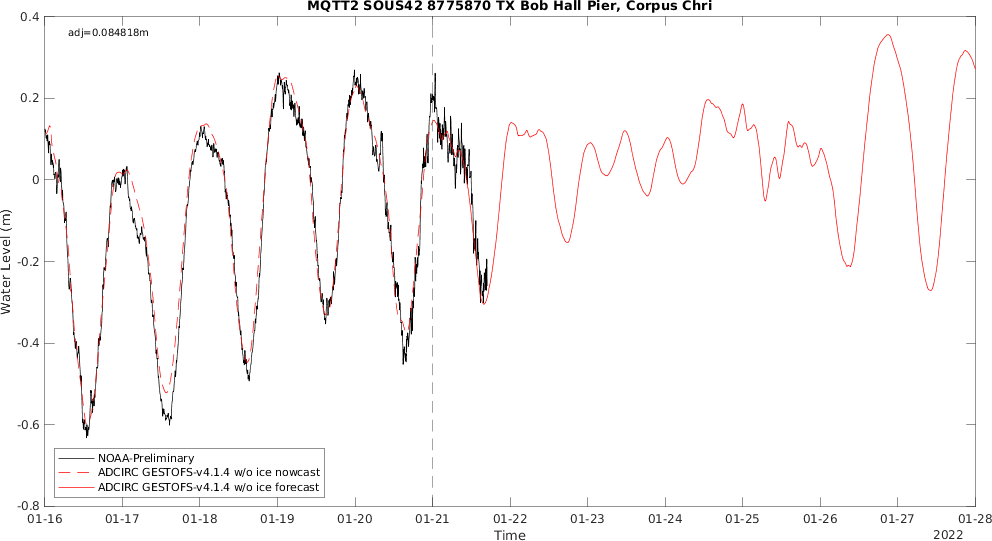 MQTT2 SOUS42 8775870 TX Bob Hall Pier, Corpus Chri
adj=0.084818m
0.4
0.2
0
-0.2
-0.4
-0.6
-0.8
Water Level (m)
NOAA-Preliminary
ADCIRC GESTOFS-v4.1.4 w/o ice nowcast
ADCIRC GESTOFS-v4.1.4 w/o ice forecast
01-16 01-17 01-18 01-19 01-20 01-21 01-22 01-23 01-24 01-25 01-26 01-27 01-28
Time
2022